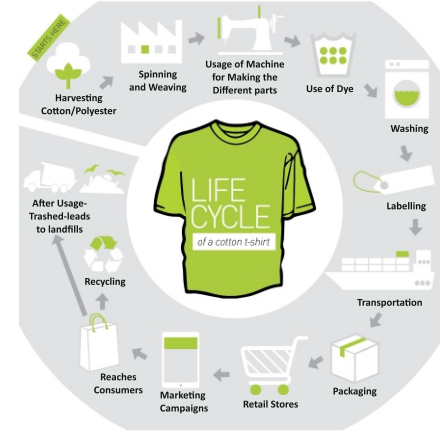 STARTS HERE
Harvesting
Cotton/Polyester
Spinning
and Weaving
Usage of Machine
for Making the
Different parts
Use of Dye
Washing
Labelling
Transportation
Packaging
Retail Stores
Marketing
Campaigns
Reaches
Consumers
Recycling
After Usage-
Trashed-leads
to landfills
LIFE
CYCLE
of a cotton t-shirt